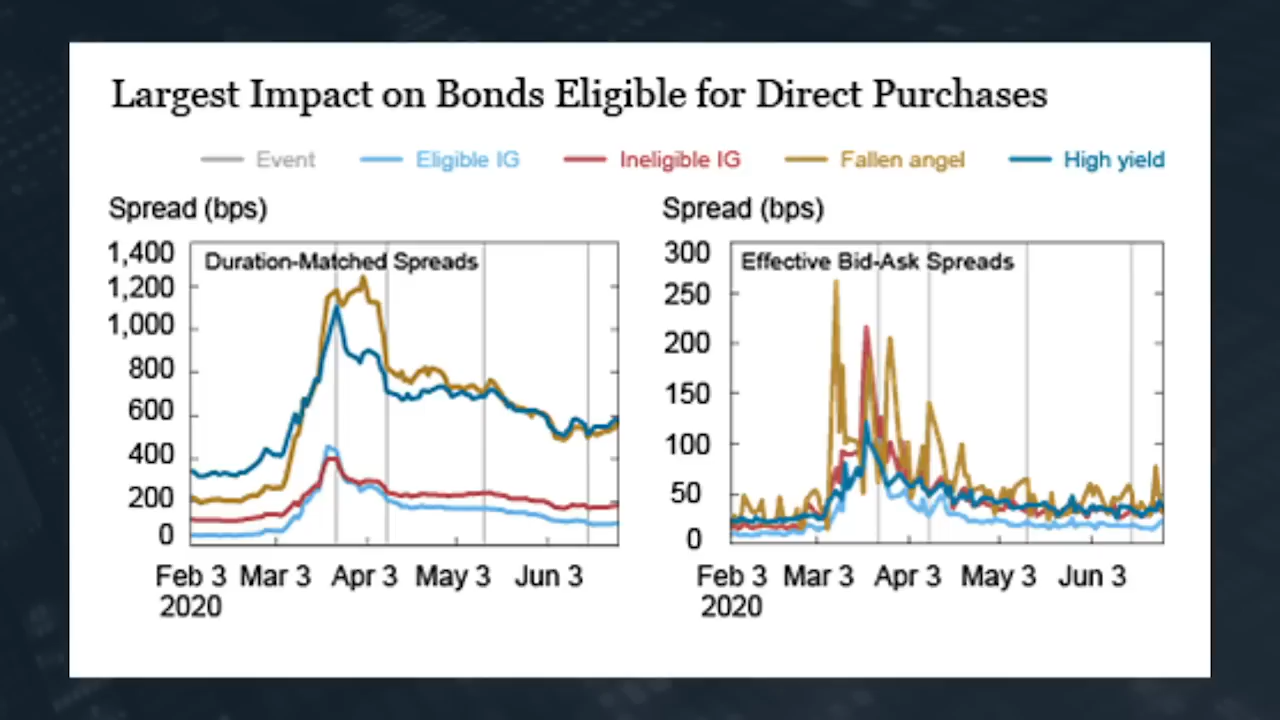 Largest Impact on Bonds Eligible for Direct Purchases
Event Eligible IG Ineligible IG Fallen angel High yield
Spread (bps)
1,400
1,200
1,000
800
600
400
200
0
Duration-Matched Spreads
Feb 3 Mar 3 Apr 3 May 3 Jun 3
2020
Spread (bps)
300
250
200
150
100
50
0
Effective Bid-Ask Spreads
Feb 3 Mar 3 Apr 3 May 3 Jun 3
2020